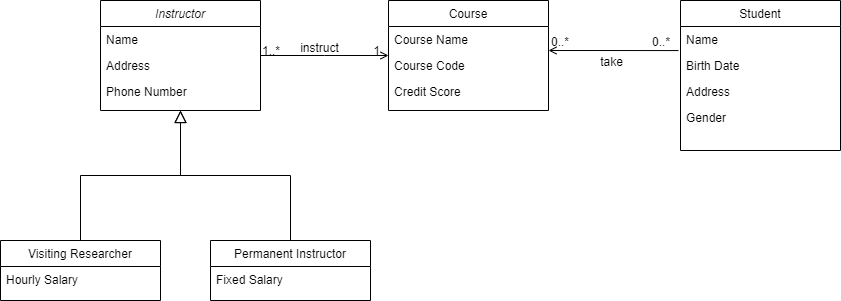 Instructor
Name
Address
Phone Number
1..*
instruct
1
Course
Course Name
Course Code
Credit Score
0..*
take
0..*
Student
Name
Birth Date
Address
Gender
Visiting Researcher
Hourly Salary
Permanent Instructor
Fixed Salary